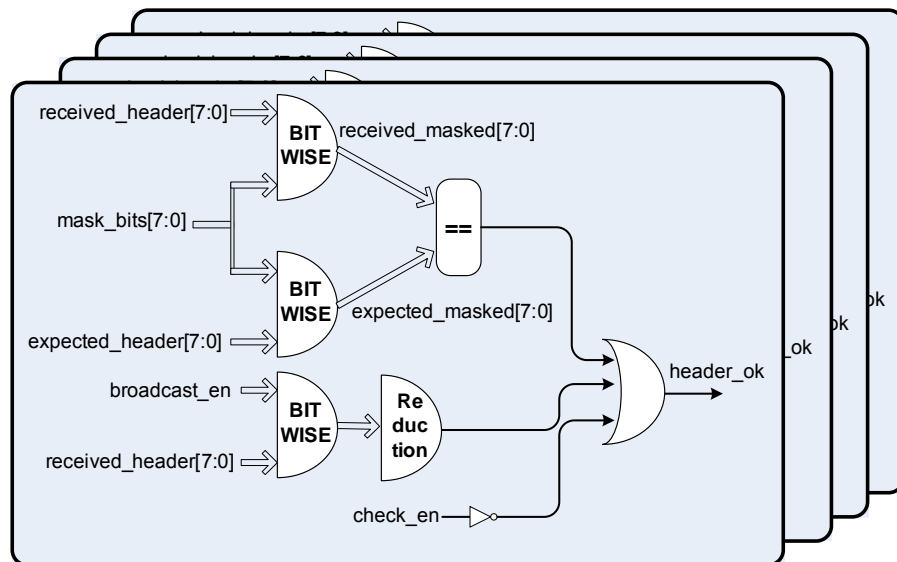 received_header[7:0]
BIT
WISE
received_masked[7:0]
mask_bits[7:0]
==
BIT
WISE
expected_masked[7:0]
expected_header[7:0]
broadcast_en
BIT
WISE
Re
duc
tion
received_header[7:0]
check_en
header_ok
_ok
ok
ok